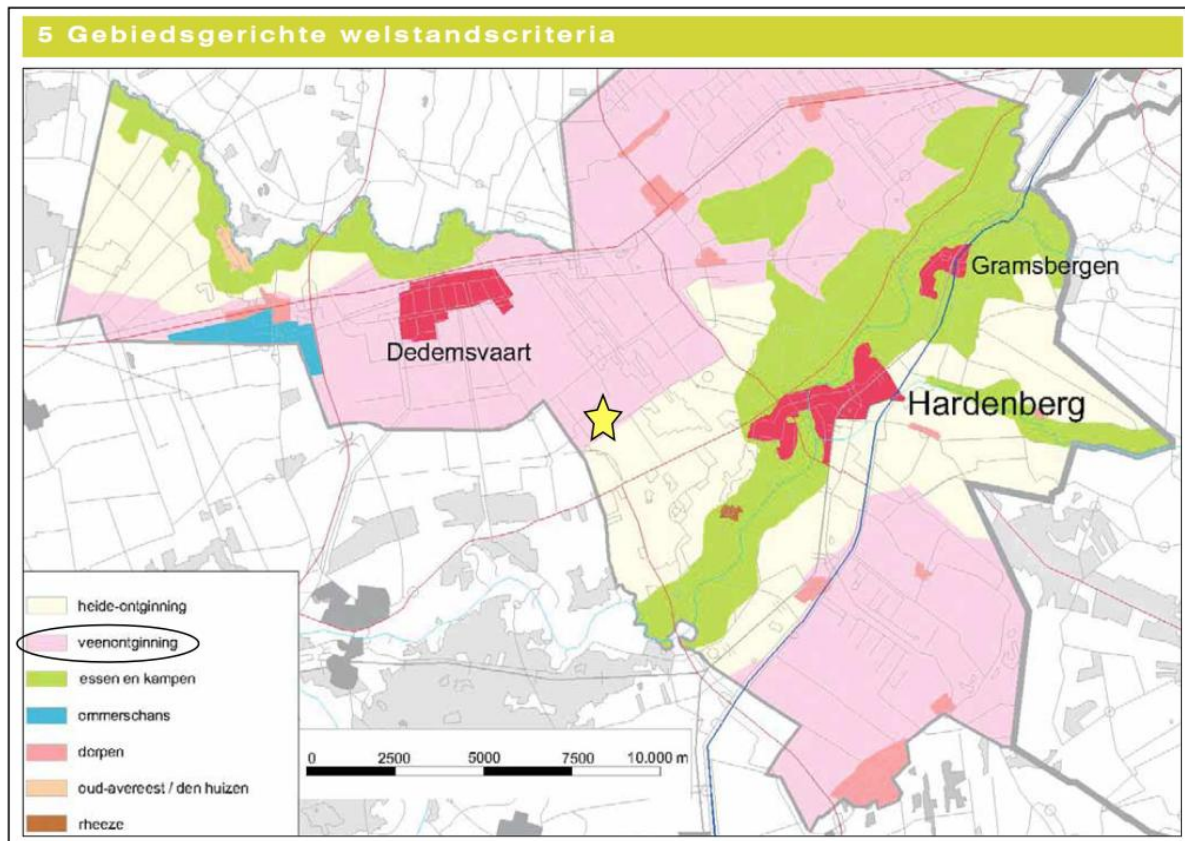 5 Gebiedsgerichte welstandscriteria
Gramsbergen
Dedemsvaart
Hardenberg
heide-ontginning
veenontginning
essen en kampen
ommerschans
dorpen
oud-avereest / den huizen
rheeze
0 2500 5000 7500 10.000 m